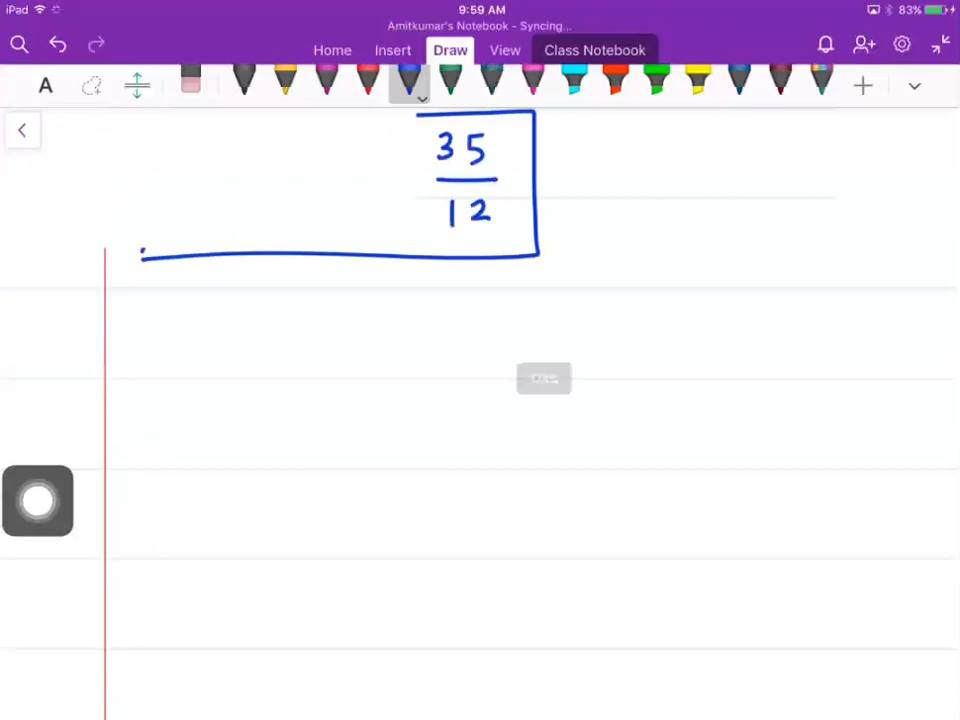 iPad 9:59 AM 83%
Amitkumar's Notebook - Syncing...
Home Insert Draw View Class Notebook
A
35
12